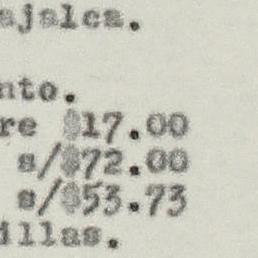 ajalca.
nto.
re $17.00
s/$72.00
s/$53.73
illas.